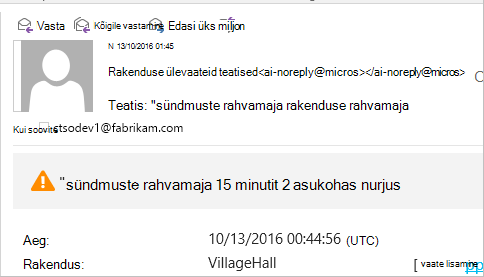 Vasta Kõigile vastamine Edasi üks miljon
N 13/10/2016 01:45
Rakenduse ülevaateid teatised<ai-noreply@micros></ai-noreply@micros>
Teatis: "sündmuste rahvamaja rakenduse rahvamaja
Kui soovite ctsodev1@fabrikam.com
"sündmuste rahvamaja 15 minutit 2 asukohas nurjus
Aeg: 10/13/2016 00:44:56 (UTC)
Rakendus: VillageHall [ vaate lisamine